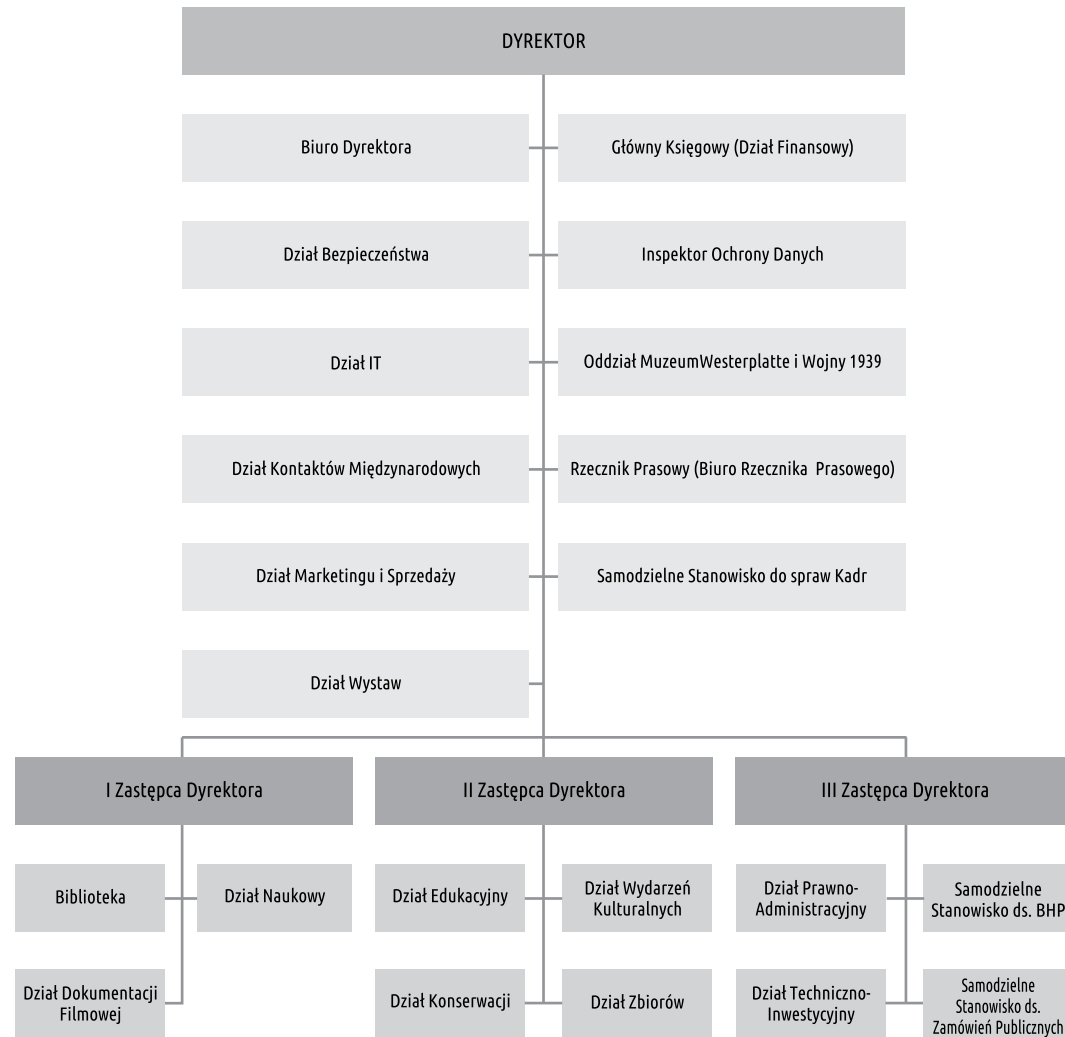 DYREKTOR
Biuro Dyrektora
Główny Księgowy (Dział Finansowy)
Dział Bezpieczeństwa
Inspektor Ochrony Danych
Dział IT
Oddział MuzeumWesterplatte i Wojny 1939
Dział Kontaktów Międzynarodowych
Rzecznik Prasowy (Biuro Rzecznika Prasowego)
Dział Marketingu i Sprzedaży
Samodzielne Stanowisko do spraw Kadr
Dział Wystaw
I Zastępca Dyrektora
II Zastępca Dyrektora
III Zastępca Dyrektora
Biblioteka
Dział Naukowy
Dział Edukacyjny
Dział Wydarzeń
Kulturalnych
Dział Prawno-
Administracyjny
Samodzielne
Stanowisko ds. BHP
Dział Dokumentacji
Filmowej
Dział Konserwacji
Dział Zbiorów
Dział Techniczno-
Inwestycyjny
Samodzielne
Stanowisko ds.
Zamówień Publicznych